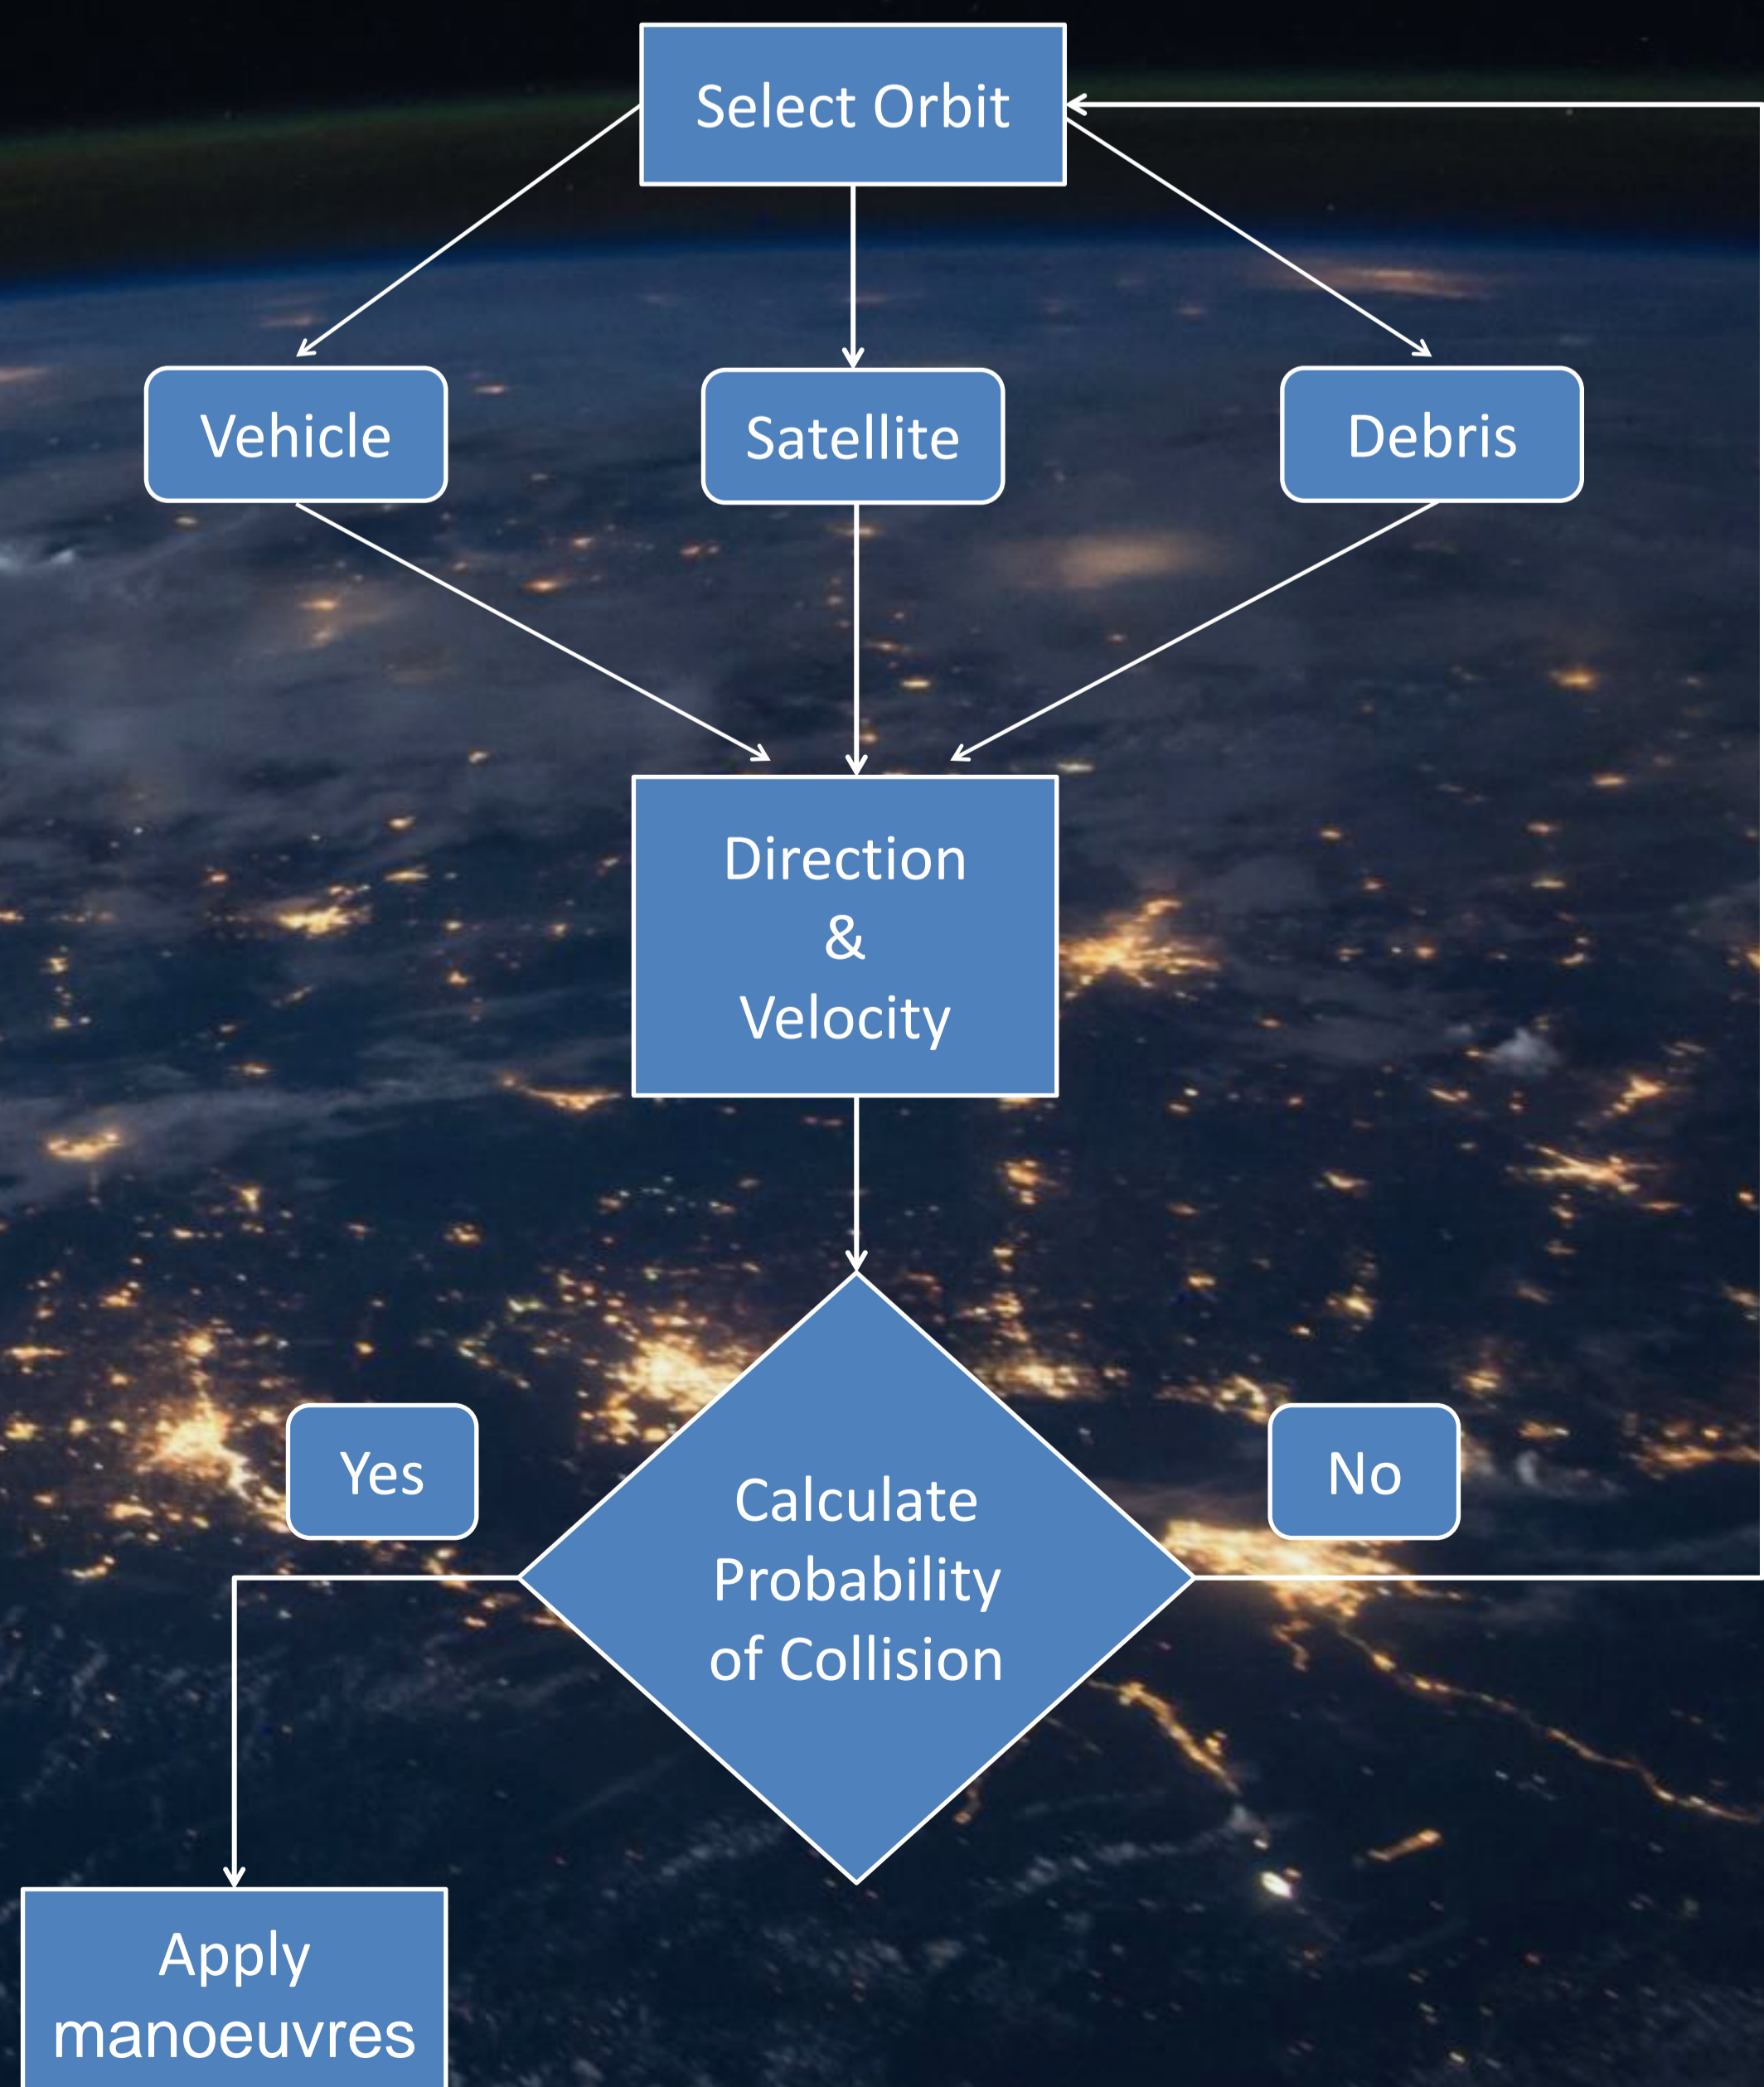 Select Orbit
Vehicle
Satellite
Debris
Direction
&
Velocity
Yes
No
Calculate
Probability
of Collision
Apply
manoeuvres